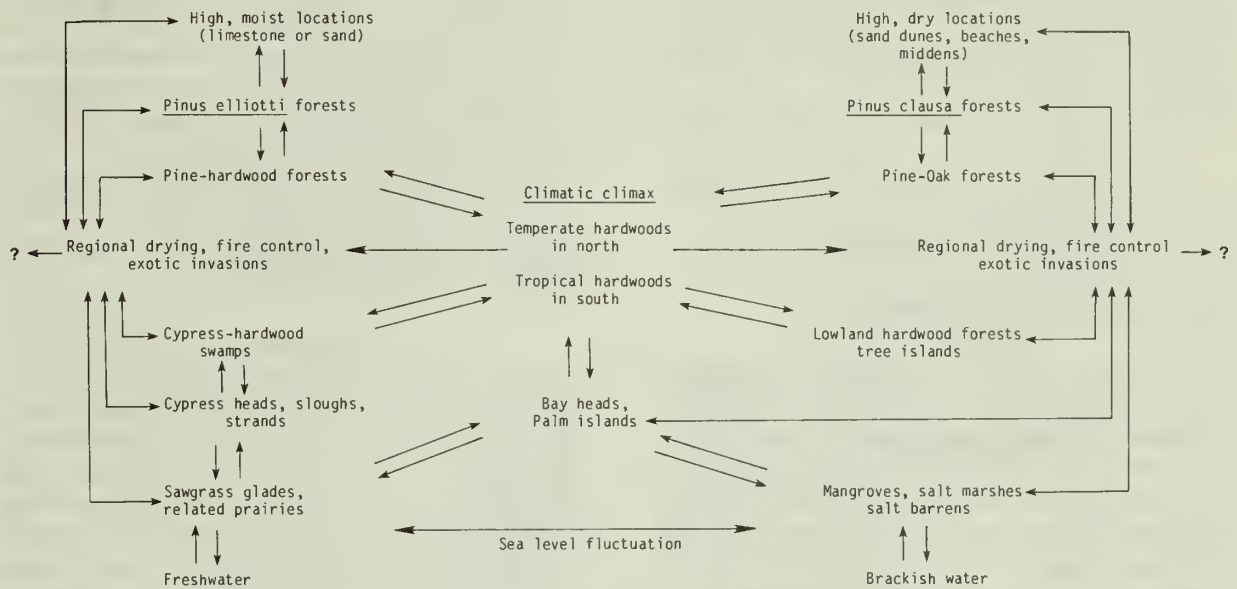 High, moist locations
(limestone or sand)
Pinus elliotti forests
Pine-hardwood forests
? Regional drying, fire control,
exotic invasions
Cypress-hardwood
swamps
Cypress heads, sloughs,
strands
Sawgrass glades,
related prairies
Freshwater
Climatic climax
Temperate hardwoods
in north
Tropical hardwoods
in south
Bay heads,
Palm islands
Sea level fluctuation
High, dry locations
(sand dunes, beaches,
middens)
Pinus clausa forests
Pine-Oak forests
Regional drying, fire control ?
exotic invasions
Lowland hardwood forests
tree islands
Mangroves, salt marshes
salt barrens
Brackish water